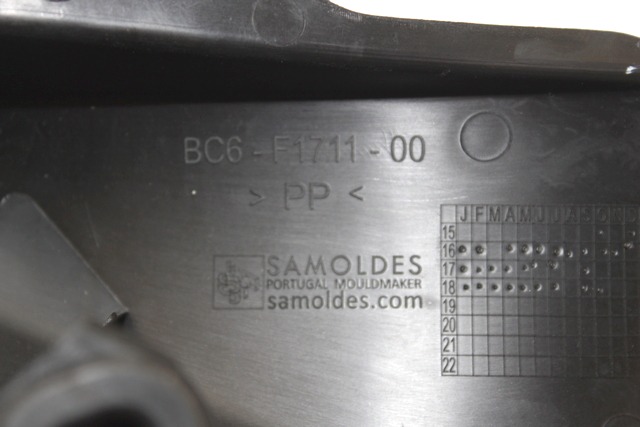 BC6 - F1711 - 00
> PP <
SAMOLDES
PORTUGAL MOULDMAKER
samoldes.com
J F M A M J J A S O N
15
16
17
18
19
20
21
22